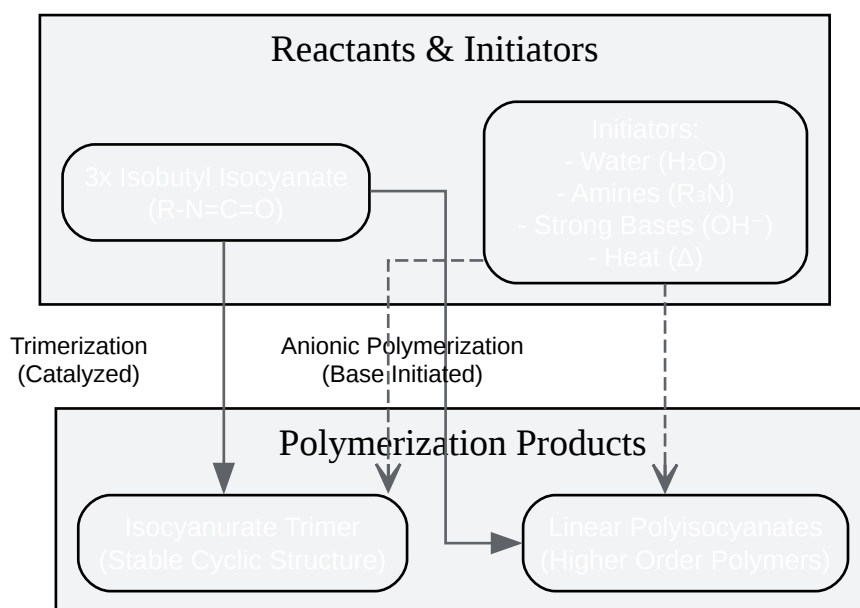 Reactants & Initiators
3x Isobutyl Isocyanate
(R-N=C=O)
Initiators:
- Water (H₂O)
- Amines (R₃N)
- Strong Bases (OH⁻)
- Heat (Δ)
Trimerization
(Catalyzed)
Anionic Polymerization
(Base Initiated)
Polymerization Products
Isocyanurate Trimer
(Stable Cyclic Structure)
Linear Polyisocyanates
(Higher Order Polymers)